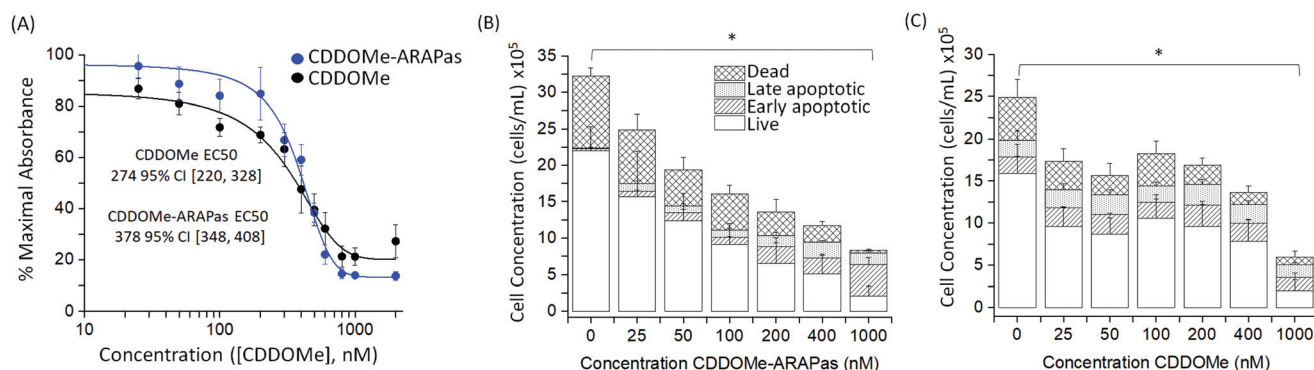 (A)
CDDOMe-ARAPas
CDDOMe
% Maximal Absorbance
100
80
60
40
20
0
CDDOMe EC50
274 95% CI [220, 328]
CDDOMe-ARAPas EC50
378 95% CI [348, 408]
10 100 1000
Concentration ([CDDOMe], nM)
(B)
*
Cell Concentration (cells/mL) x10⁵
35
30
25
20
15
10
5
0
Dead
Late apoptotic
Early apoptotic
Live
0 25 50 100 200 400 1000
Concentration CDDOMe-ARAPas (nM)
(C)
*
Cell Concentration (cells/mL) x10⁵
30
25
20
15
10
5
0
0 25 50 100 200 400 1000
Concentration CDDOMe (nM)